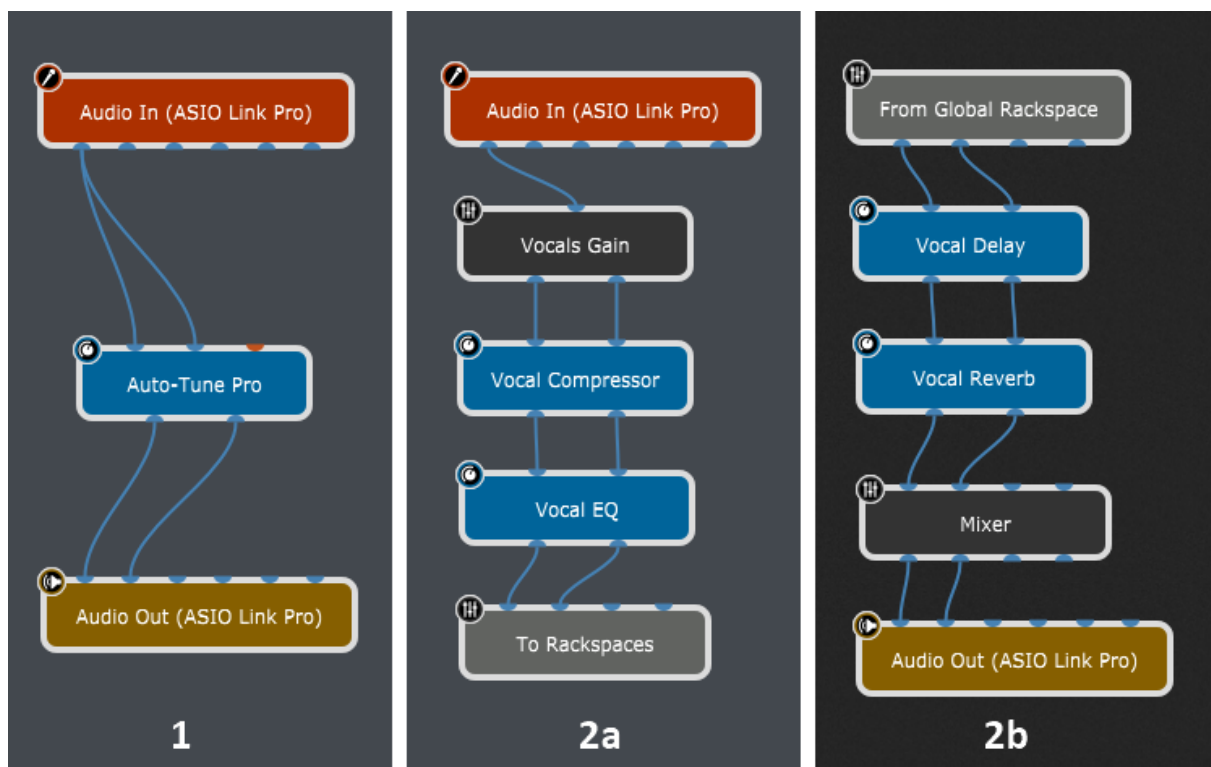 Audio In (ASIO Link Pro)
Auto-Tune Pro
Audio Out (ASIO Link Pro)
1
Audio In (ASIO Link Pro)
Vocals Gain
Vocal Compressor
Vocal EQ
To Rackspaces
2a
From Global Rackspace
Vocal Delay
Vocal Reverb
Mixer
Audio Out (ASIO Link Pro)
2b